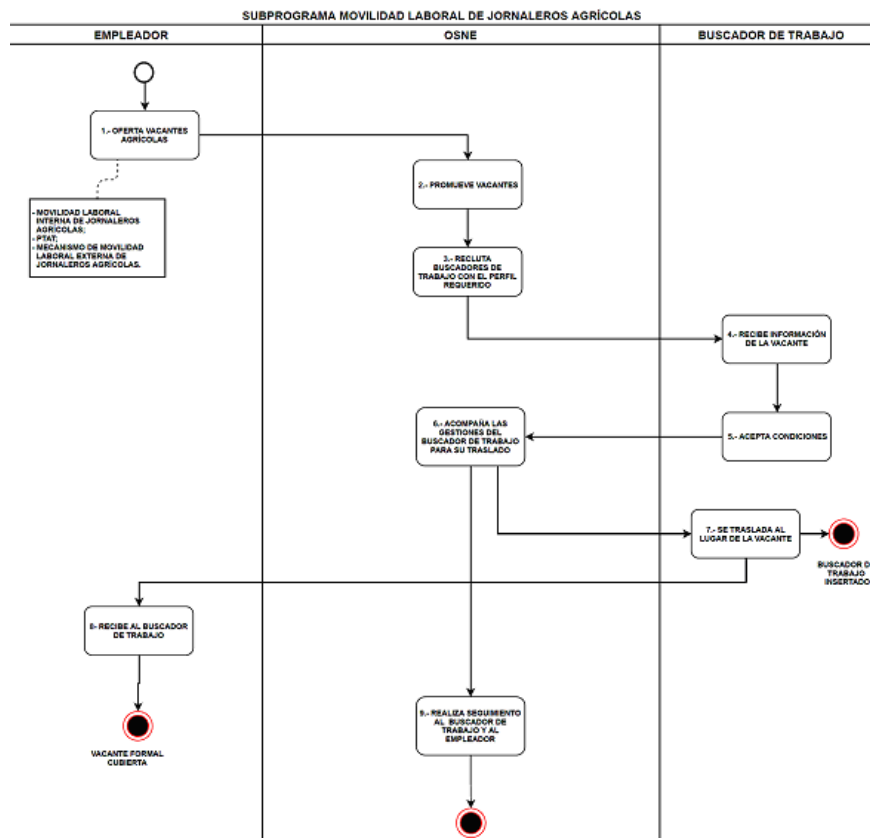 SUBPROGRAMA MOVILIDAD LABORAL DE JORNALEROS AGRÍCOLAS
EMPLEADOR
OSNE
BUSCADOR DE TRABAJO
1.- OFERTA VACANTES
AGRÍCOLAS
- MOVILIDAD LABORAL
INTERNA DE JORNALEROS
AGRÍCOLAS;
- PTAT;
- MECANISMO DE MOVILIDAD
LABORAL EXTERNA DE
JORNALEROS AGRÍCOLAS.
2.- PROMUEVE VACANTES
3.- RECLUTA
BUSCADORES DE
TRABAJO CON EL PERFIL
REQUERIDO
4.- RECIBE INFORMACIÓN
DE LA VACANTE
5.- ACEPTA CONDICIONES
6.- ACOMPAÑA LAS
GESTIONES DEL
BUSCADOR DE TRABAJO
PARA SU TRASLADO
7.- SE TRASLADA AL
LUGAR DE LA VACANTE
BUSCADOR D
TRABAJO
INSERTADO
8- RECIBE AL BUSCADOR
DE TRABAJO
VACANTE FORMAL
CUBIERTA
9.- REALIZA SEGUIMIENTO
AL BUSCADOR DE
TRABAJO Y AL
EMPLEADOR